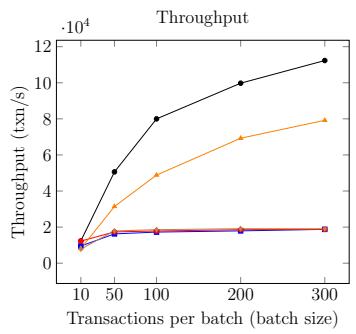 Throughput
·10⁴
12
10
8
6
4
2
0
Throughput (txn/s)
10 50 100 200 300
Transactions per batch (batch size)